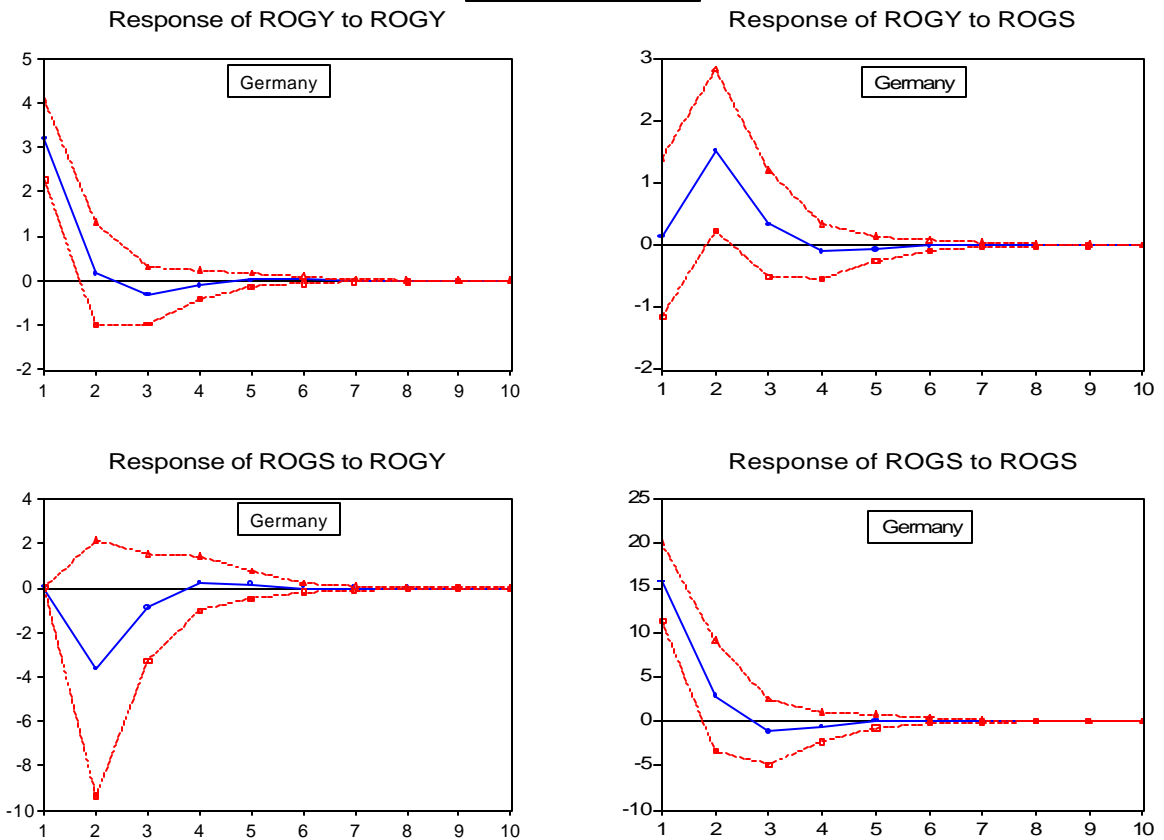 Response of ROGY to ROGY
Response of ROGY to ROGS
5
4
3
2
1
0
-1
-2
Germany
1 2 3 4 5 6 7 8 9 10
3
2
1
0
-1
-2
Germany
1 2 3 4 5 6 7 8 9 10
Response of ROGS to ROGY
Response of ROGS to ROGS
4
2
0
-2
-4
-6
-8
-10
Germany
1 2 3 4 5 6 7 8 9 10
25
20
15
10
5
0
-5
-10
Germany
1 2 3 4 5 6 7 8 9 10